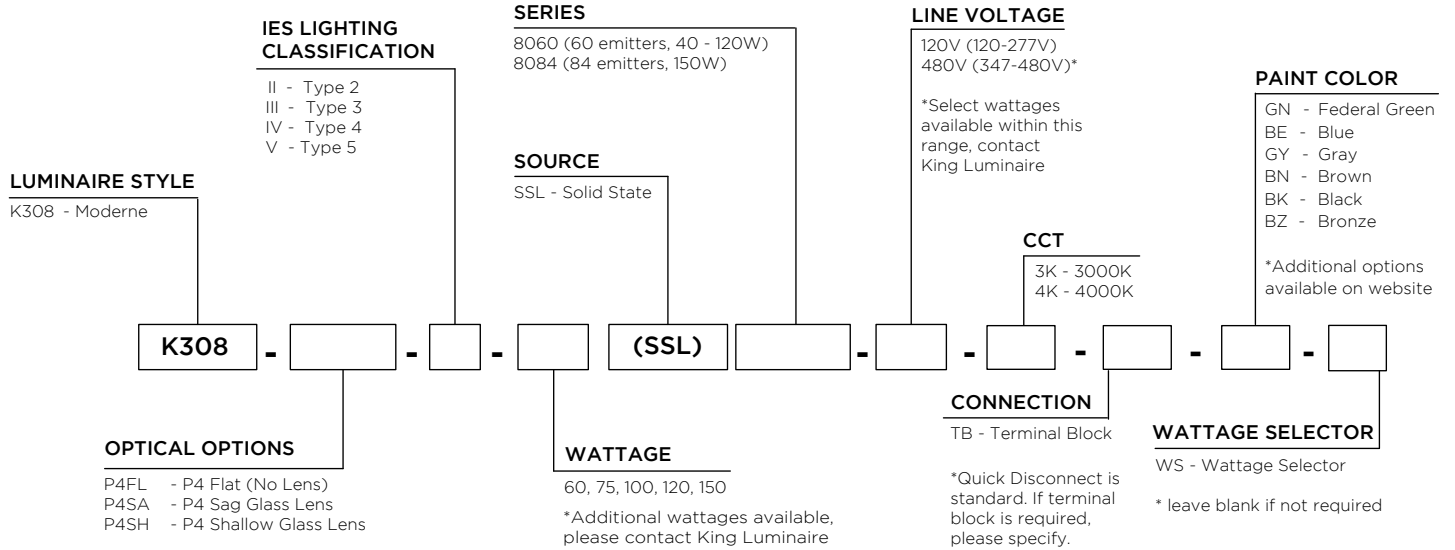 LUMINAIRE STYLE
K308 - Moderne
IES LIGHTING
CLASSIFICATION
II - Type 2
III - Type 3
IV - Type 4
V - Type 5
SERIES
8060 (60 emitters, 40 - 120W)
8084 (84 emitters, 150W)
SOURCE
SSL - Solid State
LINE VOLTAGE
120V (120-277V)
480V (347-480V)*
*Select wattages
available within this
range, contact
King Luminaire
CCT
3K - 3000K
4K - 4000K
PAINT COLOR
GN - Federal Green
BE - Blue
GY - Gray
BN - Brown
BK - Black
BZ - Bronze
*Additional options
available on website
K308 - - - (SSL) - - - - -
OPTICAL OPTIONS
P4FL - P4 Flat (No Lens)
P4SA - P4 Sag Glass Lens
P4SH - P4 Shallow Glass Lens
WATTAGE
60, 75, 100, 120, 150
*Additional wattages available,
please contact King Luminaire
CONNECTION
TB - Terminal Block
*Quick Disconnect is
standard. If terminal
block is required,
please specify.
WATTAGE SELECTOR
WS - Wattage Selector
* leave blank if not required